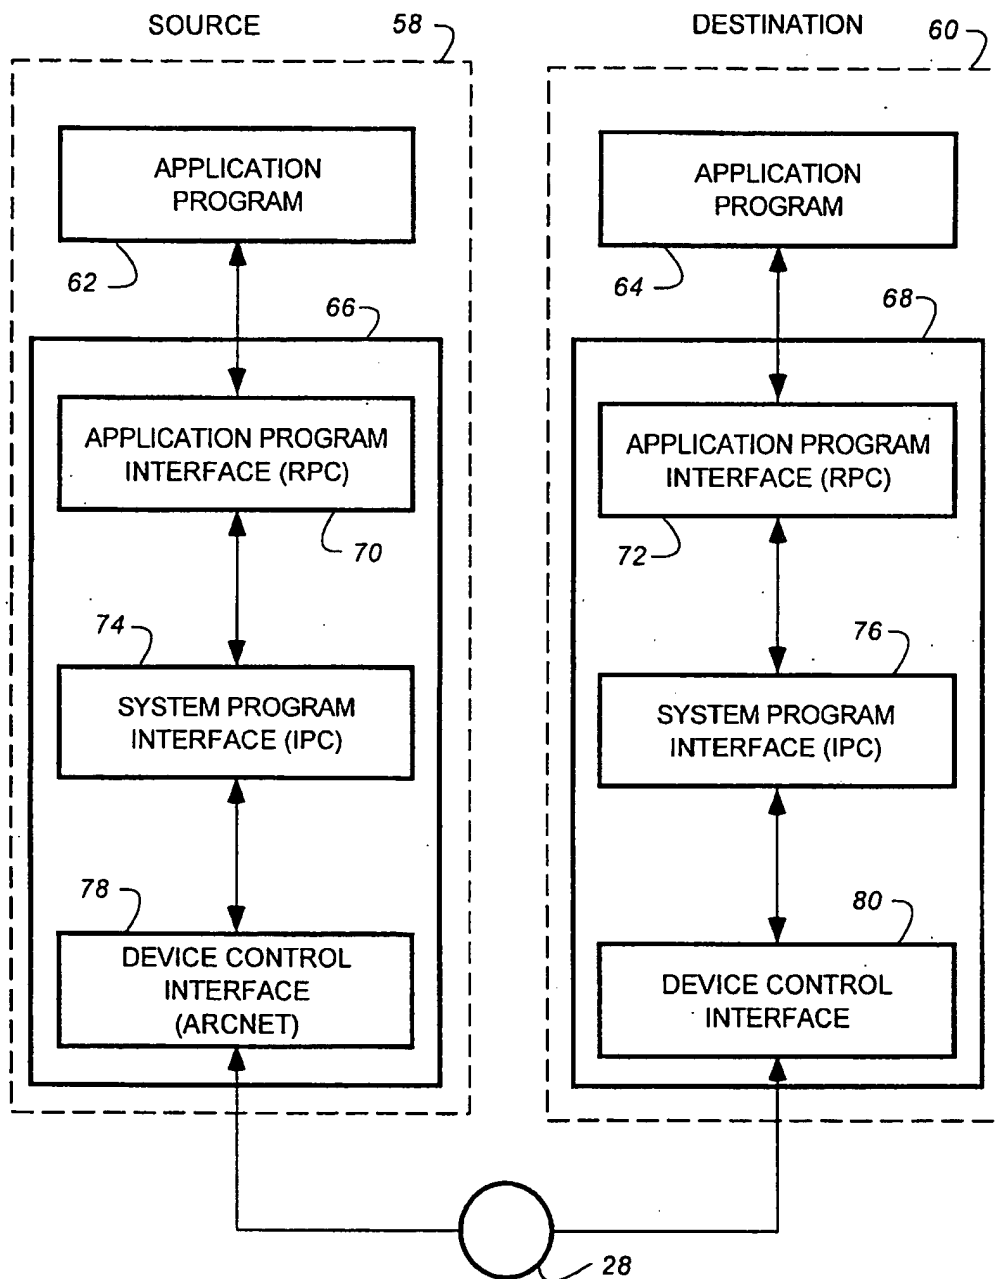 SOURCE
58
DESTINATION
60
APPLICATION
PROGRAM
62
APPLICATION
PROGRAM
64
66
68
APPLICATION PROGRAM
INTERFACE (RPC)
70
APPLICATION PROGRAM
INTERFACE (RPC)
72
74
SYSTEM PROGRAM
INTERFACE (IPC)
76
SYSTEM PROGRAM
INTERFACE (IPC)
78
DEVICE CONTROL
INTERFACE
(ARCNET)
80
DEVICE CONTROL
INTERFACE
28